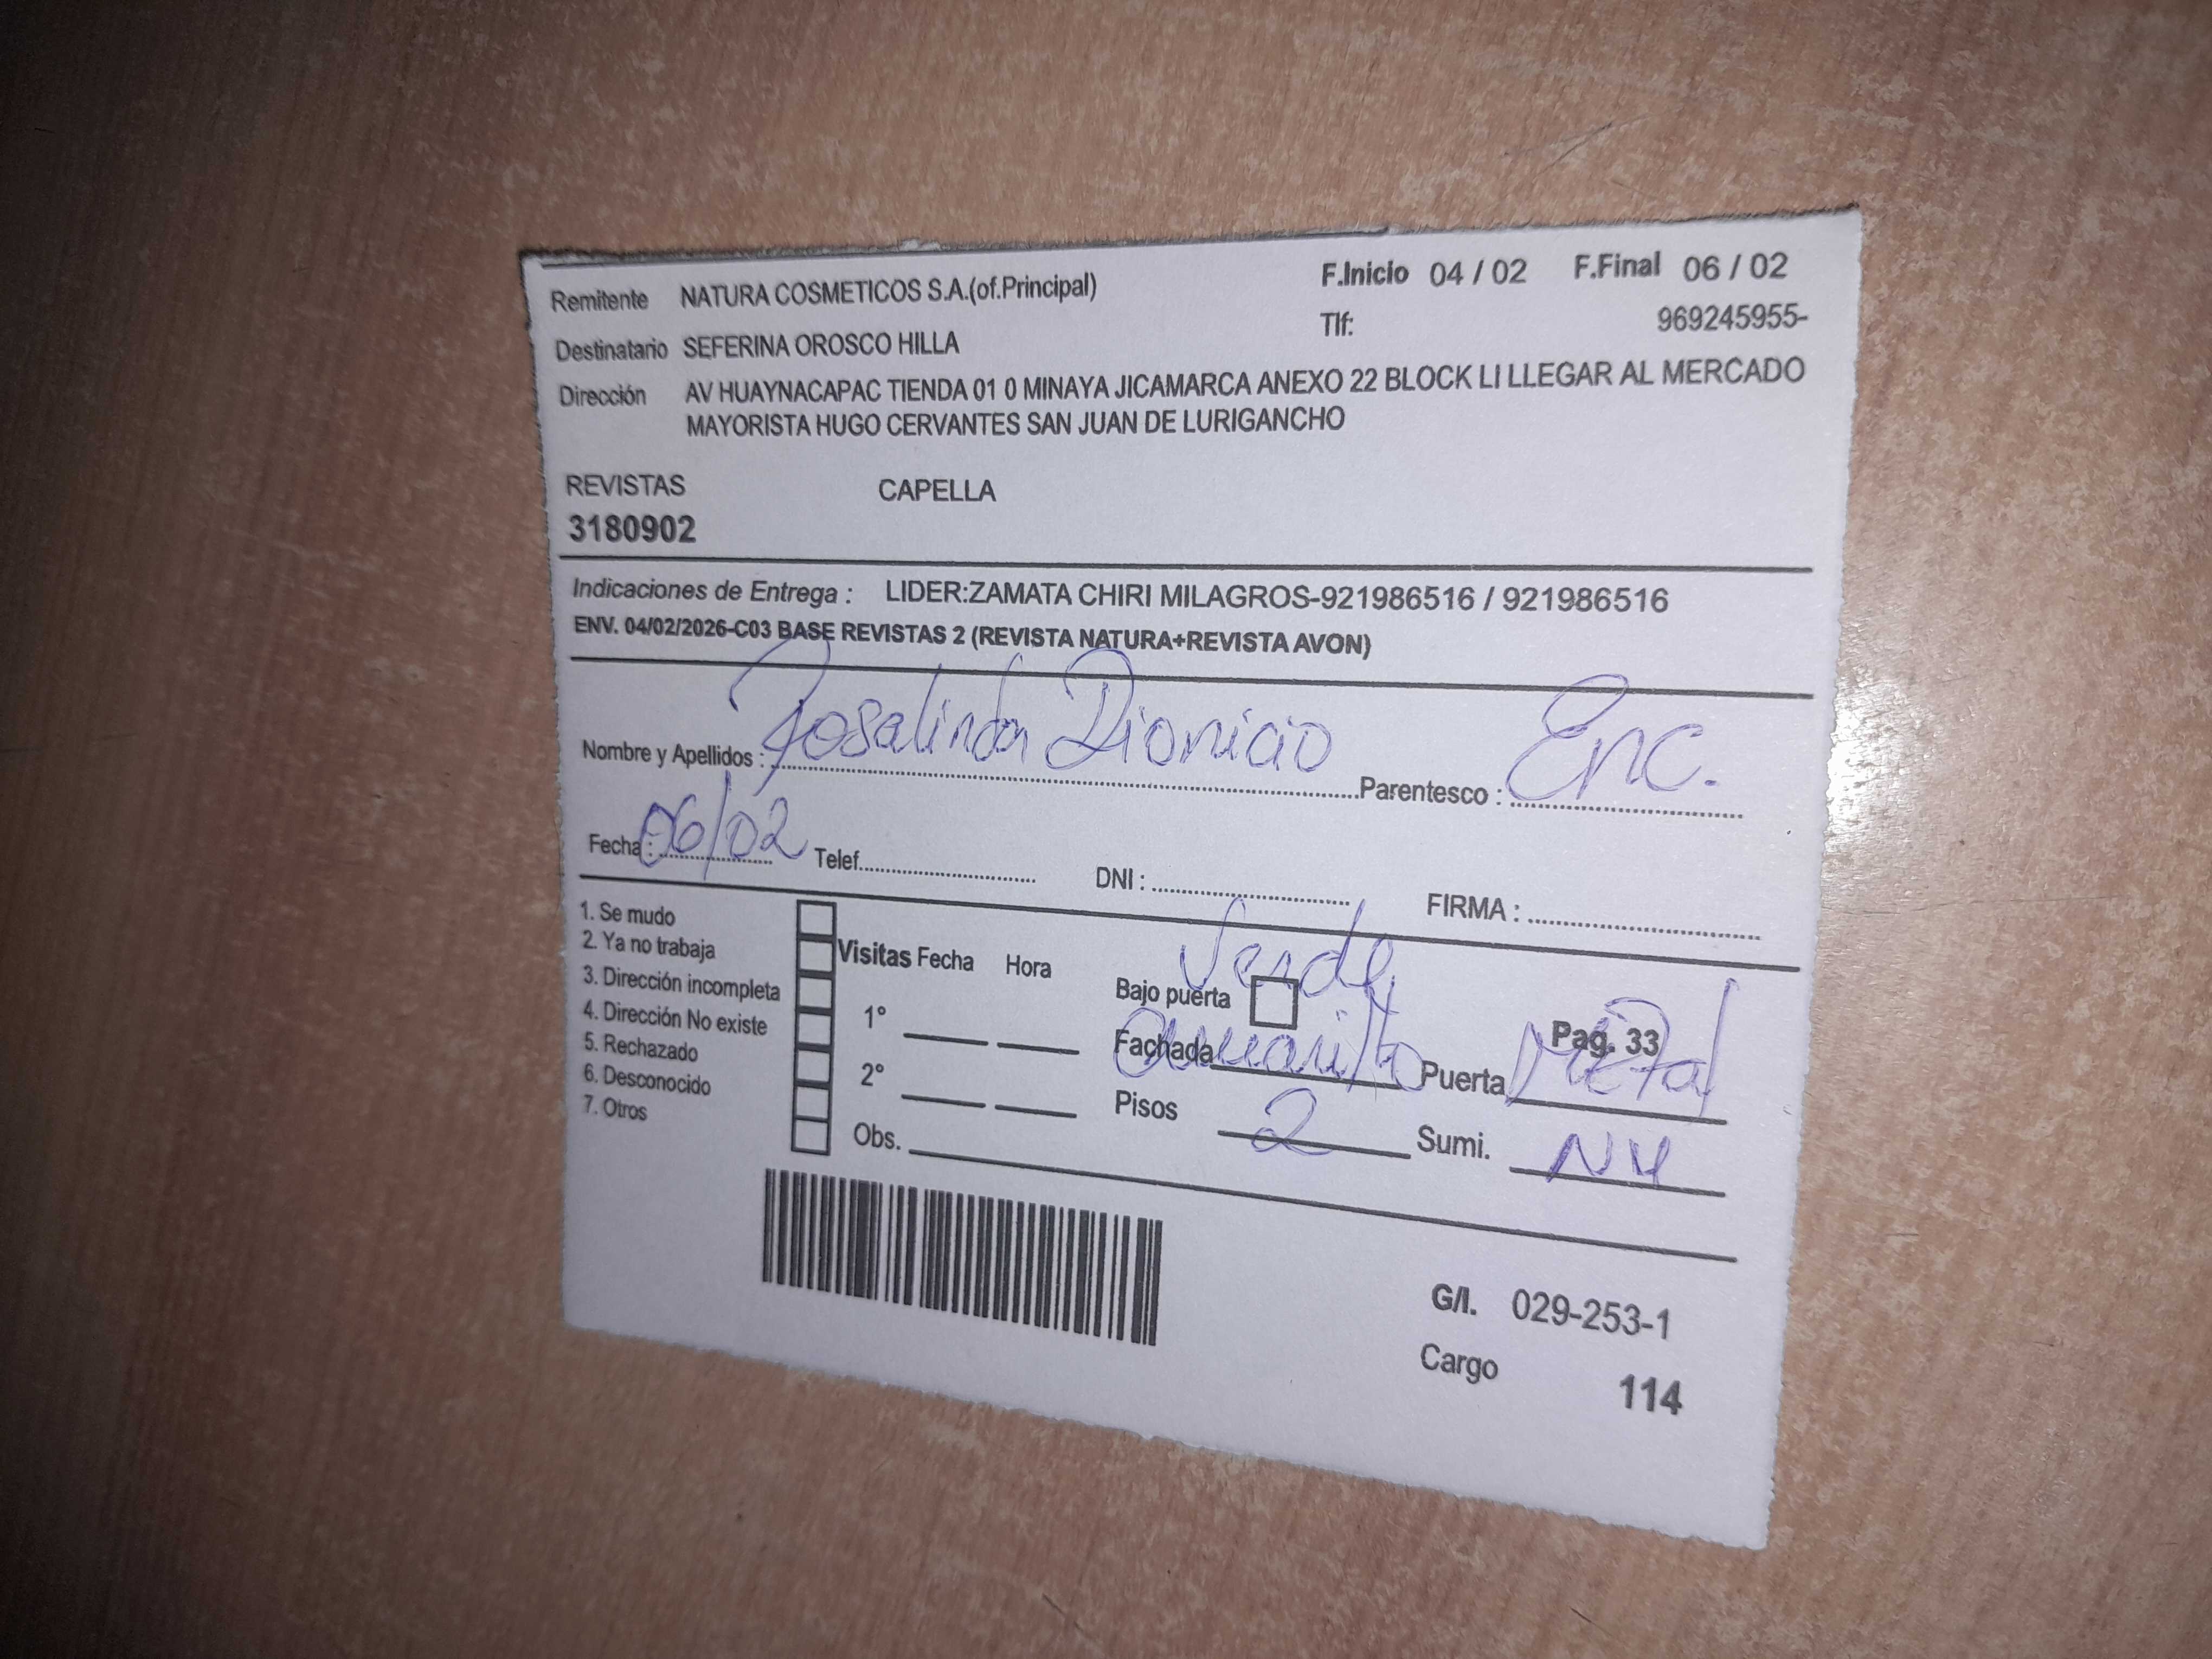 Remitente NATURA COSMETICOS S.A.(of.Principal) F.Inicio 04 / 02 F.Final 06 / 02
Destinatario SEFERINA OROSCO HILLA Tlf: 969245955-
Dirección AV HUAYNACAPAC TIENDA 01 0 MINAYA JICAMARCA ANEXO 22 BLOCK LI LLEGAR AL MERCADO
MAYORISTA HUGO CERVANTES SAN JUAN DE LURIGANCHO
REVISTAS CAPELLA
3180902
Indicaciones de Entrega : LIDER:ZAMATA CHIRI MILAGROS-921986516 / 921986516
ENV. 04/02/2026-C03 BASE REVISTAS 2 (REVISTA NATURA+REVISTA AVON)
Nombre y Apellidos : Rosalinda Dionicio Parentesco : Enc.
Fecha : 06/02 Telef. DNI : FIRMA :
1. Se mudo
2. Ya no trabaja
3. Dirección incompleta
4. Dirección No existe
5. Rechazado
6. Desconocido
7. Otros
Visitas Fecha Hora
1°
2°
Obs.
Verde
Bajo puerta Pag. 33
Fachada Amarillo Puerta Metal
Pisos 2 Sumi. NH
G/I. 029-253-1
Cargo 114